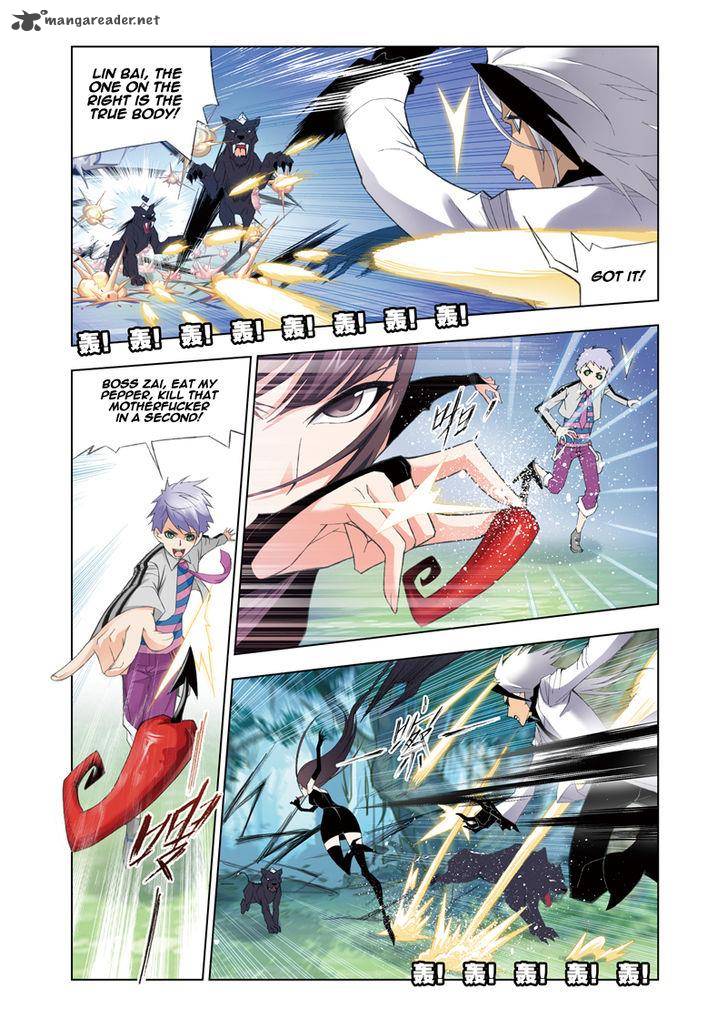 mangareader.net
LIN BAI, THE
ONE ON THE
RIGHT IS THE
TRUE BODY!
GOT IT!
轰! 轰! 轰! 轰! 轰! 轰! 轰! 轰!
BOSS ZAI, EAT MY
PEPPER, KILL THAT
MOTHERFUCKER
IN A SECOND!
轰! 轰! 轰! 轰! 轰!